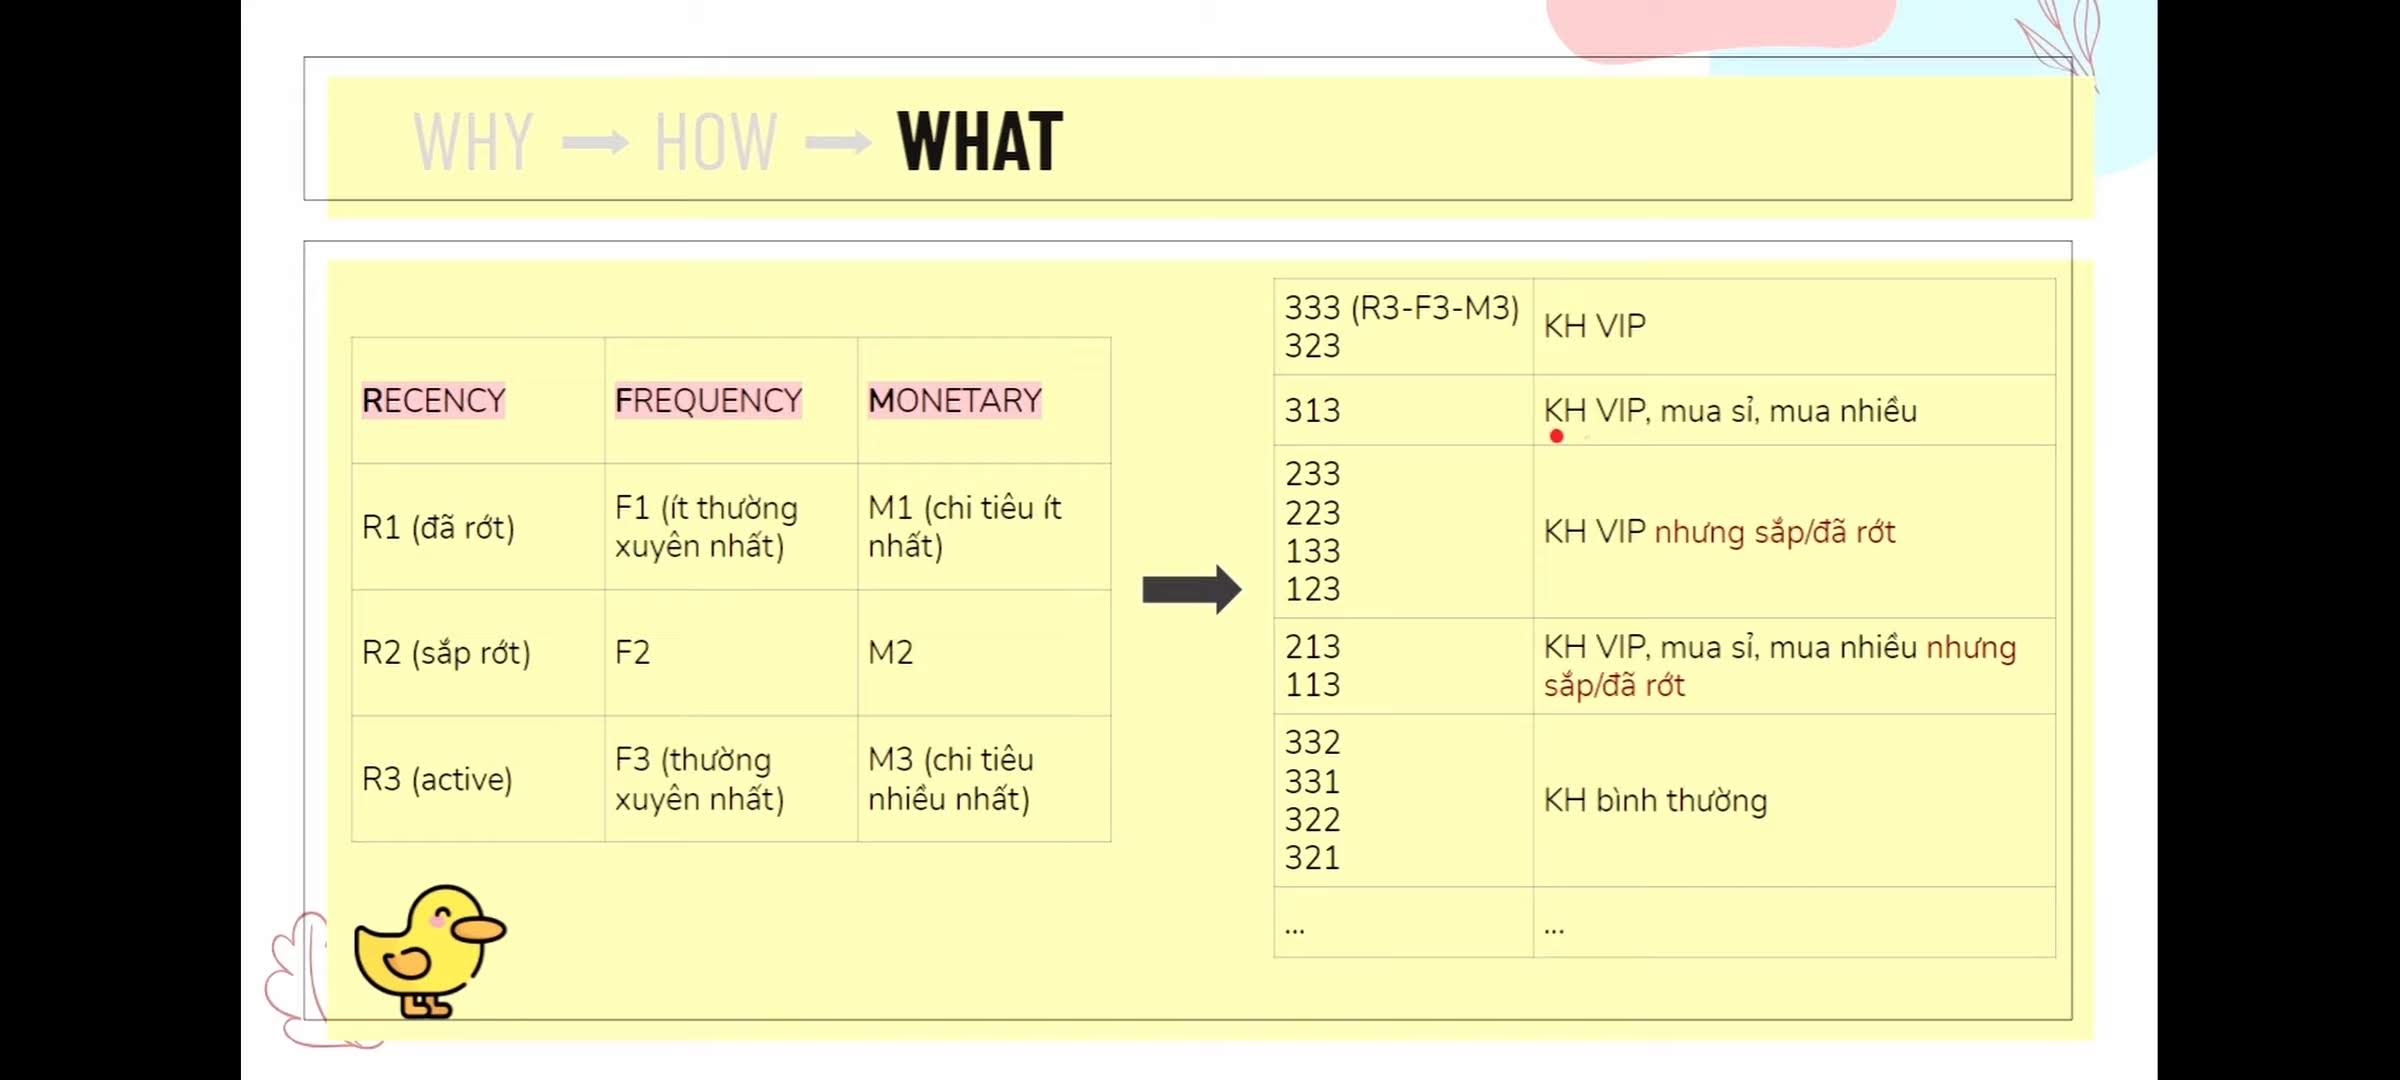 WHY → HOW → WHAT
RECENCY
FREQUENCY
MONETARY
R1 (đã rớt)
F1 (ít thường
xuyên nhất)
M1 (chi tiêu ít
nhất)
R2 (sắp rớt)
F2
M2
R3 (active)
F3 (thường
xuyên nhất)
M3 (chi tiêu
nhiều nhất)
333 (R3-F3-M3)
323
KH VIP
313
KH VIP, mua sỉ, mua nhiều
233
223
133
123
KH VIP nhưng sắp/đã rớt
213
113
KH VIP, mua sỉ, mua nhiều nhưng
sắp/đã rớt
332
331
322
321
KH bình thường
...
...